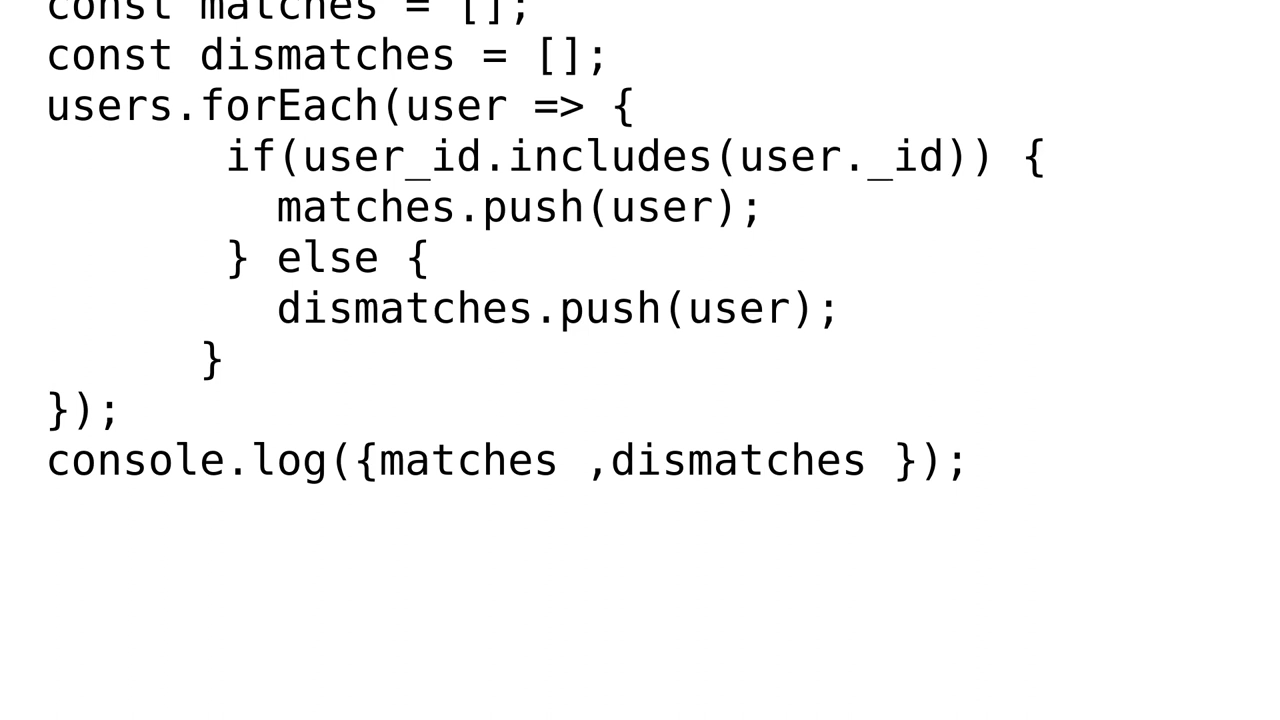 const matches = [];
const dismatches = [];
users.forEach(user => {
       if(user_id.includes(user._id)) {
         matches.push(user);
       } else {
         dismatches.push(user);
      }
});
console.log({matches ,dismatches });